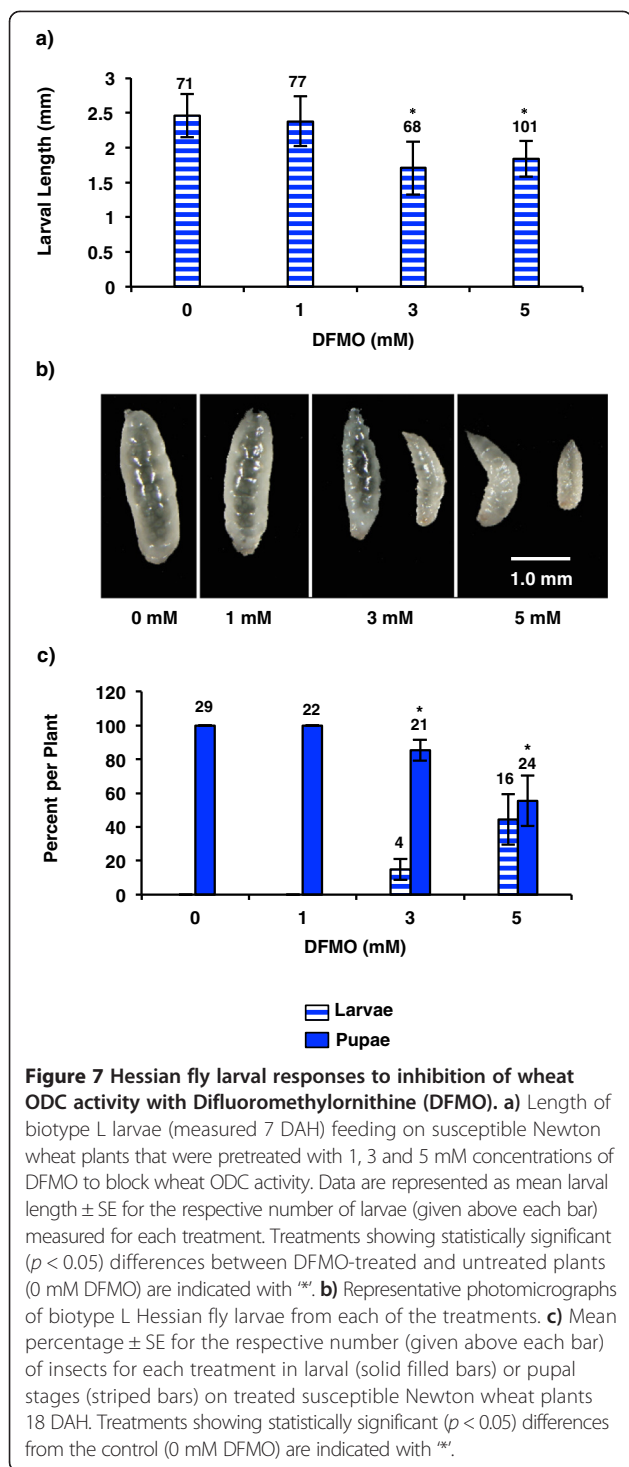 a)
71
77
*
68
*
101
3
2.5
2
1.5
1
0.5
0
Larval Length (mm)
0 1 3 5
DFMO (mM)
b)
1.0 mm
0 mM 1 mM 3 mM 5 mM
c)
120
100
80
60
40
20
0
Percent per Plant
29
22
4
*
21
16
*
24
0 1 3 5
DFMO (mM)
Larvae
Pupae
Figure 7 Hessian fly larval responses to inhibition of wheat
ODC activity with Difluoromethylornithine (DFMO). a) Length of
biotype L larvae (measured 7 DAH) feeding on susceptible Newton
wheat plants that were pretreated with 1, 3 and 5 mM concentrations of
DFMO to block wheat ODC activity. Data are represented as mean larval
length ± SE for the respective number of larvae (given above each bar)
measured for each treatment. Treatments showing statistically significant
(p < 0.05) differences between DFMO-treated and untreated plants
(0 mM DFMO) are indicated with ‘*’. b) Representative photomicrographs
of biotype L Hessian fly larvae from each of the treatments. c) Mean
percentage ± SE for the respective number (given above each bar)
of insects for each treatment in larval (solid filled bars) or pupal
stages (striped bars) on treated susceptible Newton wheat plants
18 DAH. Treatments showing statistically significant (p < 0.05) differences
from the control (0 mM DFMO) are indicated with ‘*’.